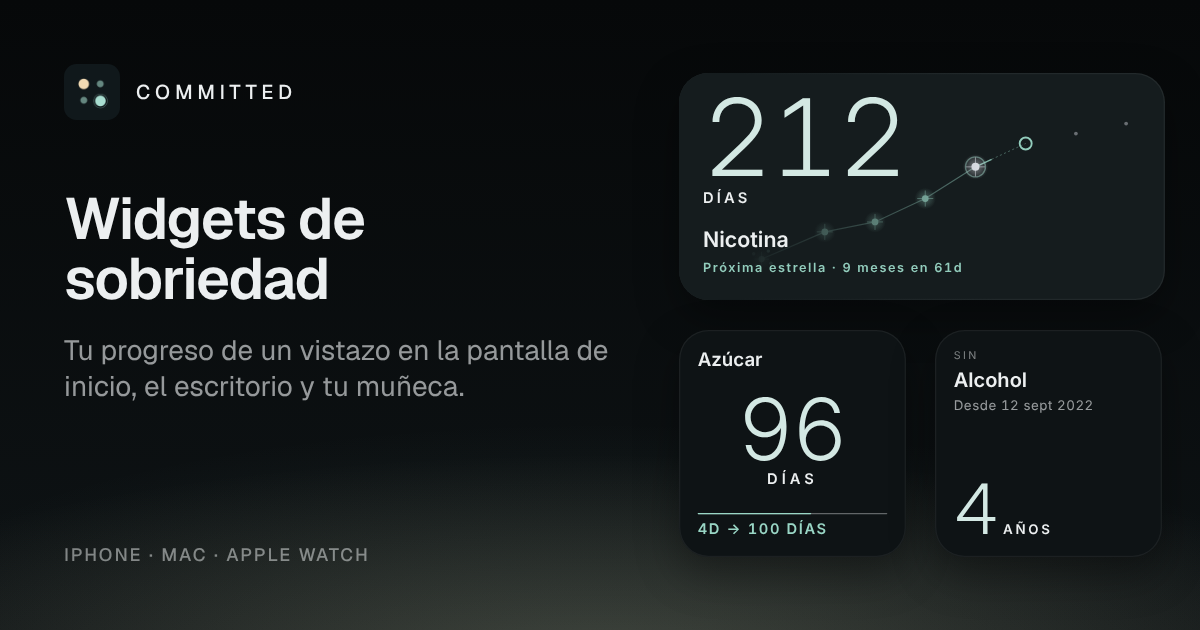 COMMITTED
Widgets de
sobriedad
Tu progreso de un vistazo en la pantalla de
inicio, el escritorio y tu muñeca.
IPHONE · MAC · APPLE WATCH
212
DÍAS
Nicotina
Próxima estrella · 9 meses en 61d
Azúcar
96
DÍAS
4D → 100 DÍAS
SIN
Alcohol
Desde 12 sept 2022
4 AÑOS